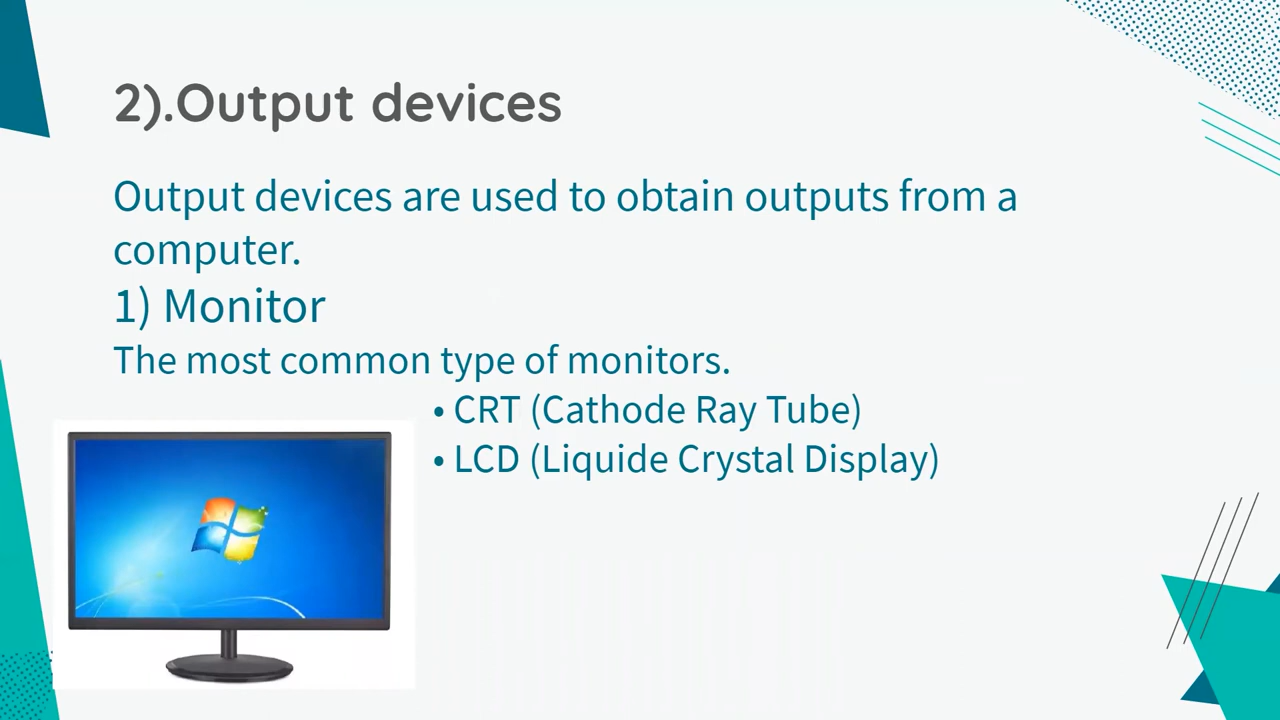 2).Output devices
Output devices are used to obtain outputs from a
computer.
1) Monitor
The most common type of monitors.
• CRT (Cathode Ray Tube)
• LCD (Liquide Crystal Display)